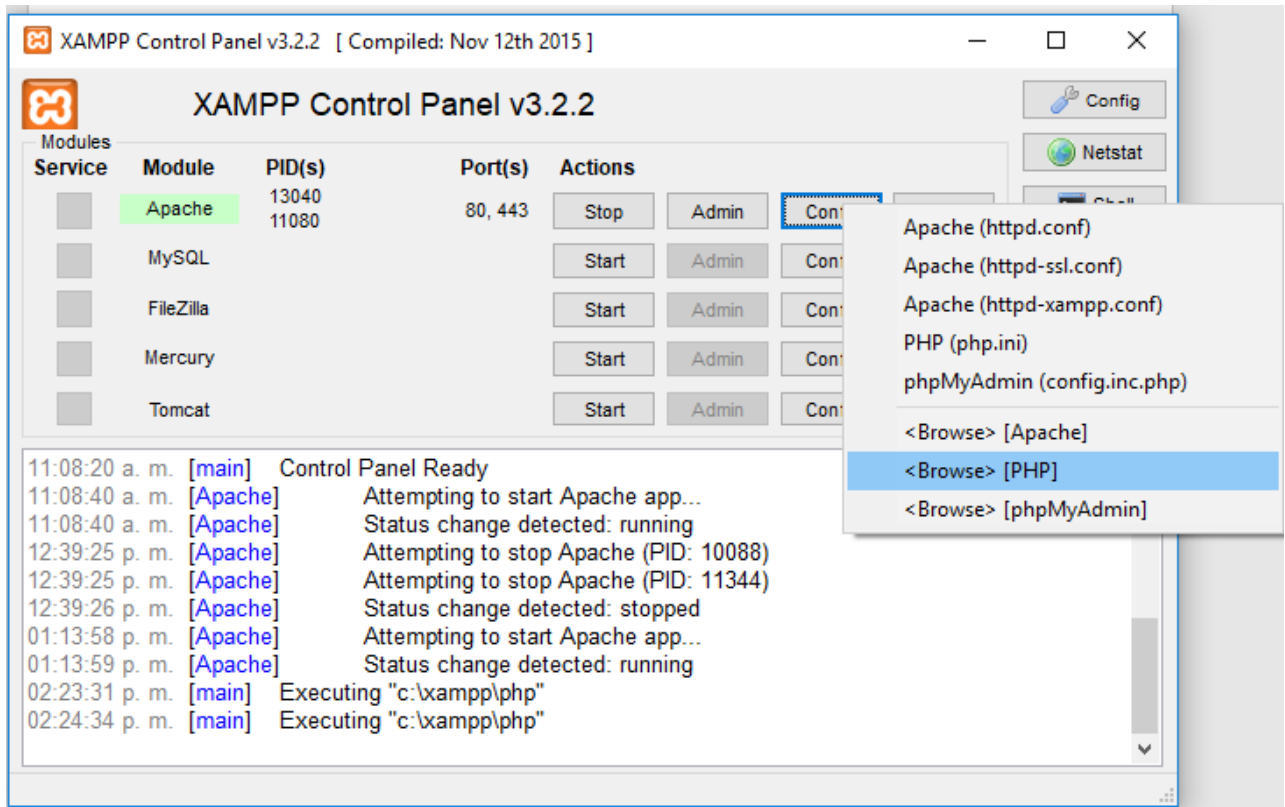 XAMPP Control Panel v3.2.2 [ Compiled: Nov 12th 2015 ]
XAMPP Control Panel v3.2.2
Config
Netstat
Modules
Service Module PID(s) Port(s) Actions
Apache 13040 11080 80, 443 Stop Admin
MySQL Start Admin
FileZilla Start Admin
Mercury Start Admin
Tomcat Start Admin
Apache (httpd.conf)
Apache (httpd-ssl.conf)
Apache (httpd-xampp.conf)
PHP (php.ini)
phpMyAdmin (config.inc.php)
<Browse> [Apache]
<Browse> [PHP]
<Browse> [phpMyAdmin]
11:08:20 a. m. [main] Control Panel Ready
11:08:40 a. m. [Apache] Attempting to start Apache app...
11:08:40 a. m. [Apache] Status change detected: running
12:39:25 p. m. [Apache] Attempting to stop Apache (PID: 10088)
12:39:25 p. m. [Apache] Attempting to stop Apache (PID: 11344)
12:39:26 p. m. [Apache] Status change detected: stopped
01:13:58 p. m. [Apache] Attempting to start Apache app...
01:13:59 p. m. [Apache] Status change detected: running
02:23:31 p. m. [main] Executing "c:\xampp\php"
02:24:34 p. m. [main] Executing "c:\xampp\php"